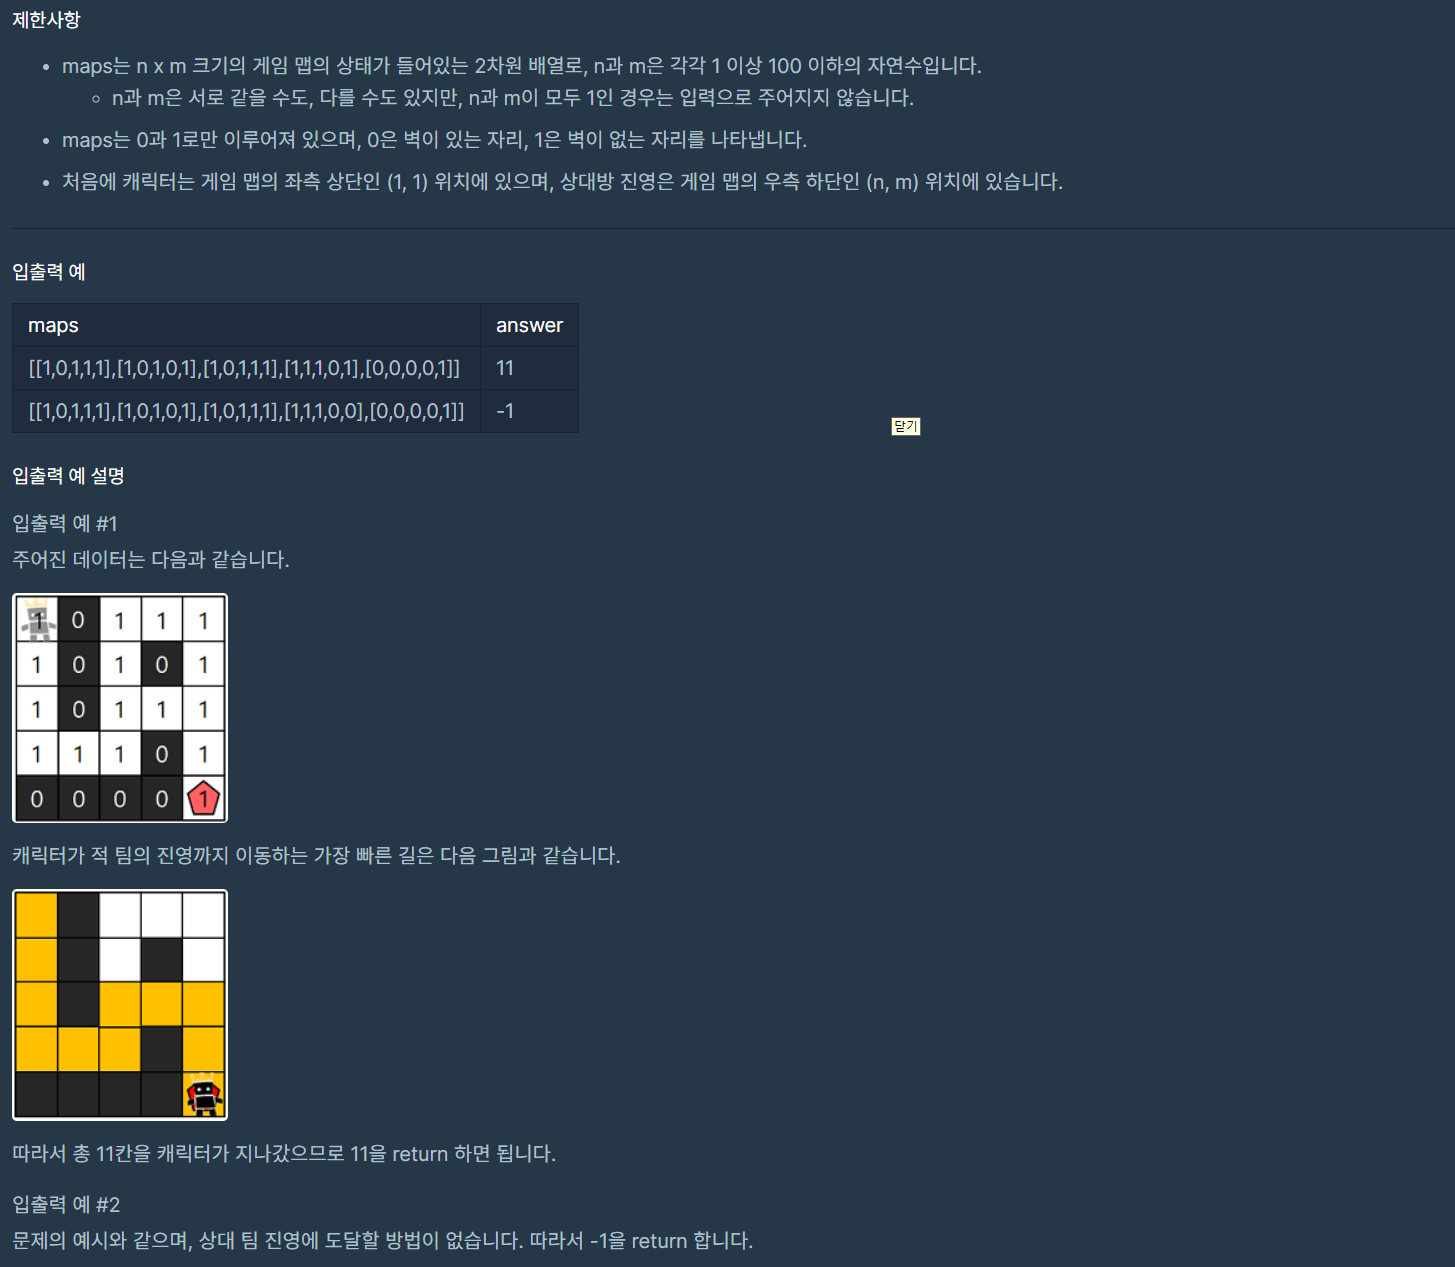 제한사항
• maps는 n x m 크기의 게임 맵의 상태가 들어있는 2차원 배열로, n과 m은 각각 1 이상 100 이하의 자연수입니다.
◦ n과 m은 서로 같을 수도, 다를 수도 있지만, n과 m이 모두 1인 경우는 입력으로 주어지지 않습니다.
• maps는 0과 1로만 이루어져 있으며, 0은 벽이 있는 자리, 1은 벽이 없는 자리를 나타냅니다.
• 처음에 캐릭터는 게임 맵의 좌측 상단인 (1, 1) 위치에 있으며, 상대방 진영은 게임 맵의 우측 하단인 (n, m) 위치에 있습니다.
입출력 예
maps answer
[[1,0,1,1,1],[1,0,1,0,1],[1,0,1,1,1],[1,1,1,0,1],[0,0,0,0,1]] 11
[[1,0,1,1,1],[1,0,1,0,1],[1,0,1,1,1],[1,1,1,0,0],[0,0,0,0,1]] -1
닫기
입출력 예 설명
입출력 예 #1
주어진 데이터는 다음과 같습니다.
1 0 1 1 1
1 0 1 0 1
1 0 1 1 1
1 1 1 0 1
0 0 0 0 1
캐릭터가 적 팀의 진영까지 이동하는 가장 빠른 길은 다음 그림과 같습니다.
따라서 총 11칸을 캐릭터가 지나갔으므로 11을 return 하면 됩니다.
입출력 예 #2
문제의 예시와 같으며, 상대 팀 진영에 도달할 방법이 없습니다. 따라서 -1을 return 합니다.